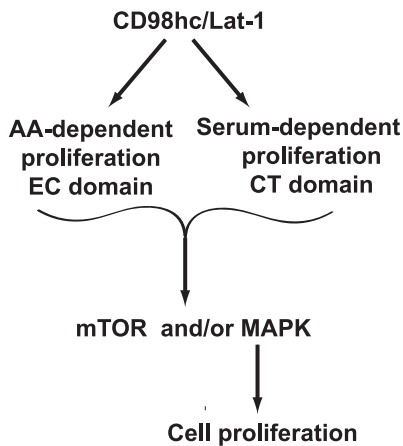 CD98hc/Lat-1
AA-dependent
proliferation
EC domain
Serum-dependent
proliferation
CT domain
mTOR and/or MAPK
Cell proliferation